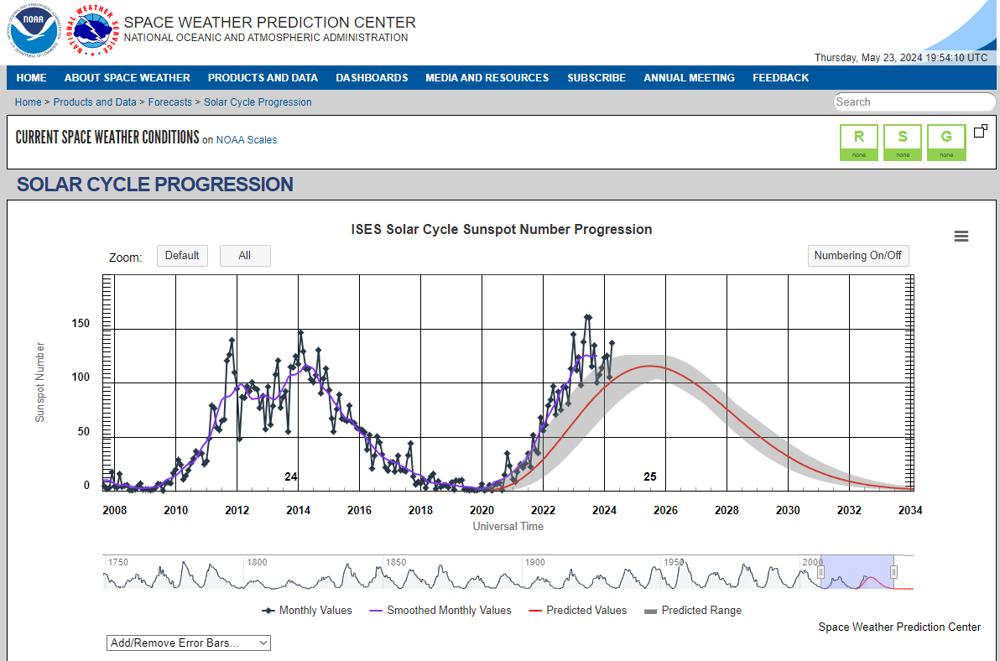 NOAA
NATIONAL WEATHER SERVICE
SPACE WEATHER PREDICTION CENTER
NATIONAL OCEANIC AND ATMOSPHERIC ADMINISTRATION
Thursday, May 23, 2024 19:54:10 UTC
HOME ABOUT SPACE WEATHER PRODUCTS AND DATA DASHBOARDS MEDIA AND RESOURCES SUBSCRIBE ANNUAL MEETING FEEDBACK
Home > Products and Data > Forecasts > Solar Cycle Progression
Search
CURRENT SPACE WEATHER CONDITIONS on NOAA Scales
R S G
none none none
SOLAR CYCLE PROGRESSION
ISES Solar Cycle Sunspot Number Progression
Zoom: Default All Numbering On/Off
Sunspot Number
150
100
50
0
24 25
2008 2010 2012 2014 2016 2018 2020 2022 2024 2026 2028 2030 2032 2034
Universal Time
1750 1800 1850 1900 1950 2000
Monthly Values Smoothed Monthly Values Predicted Values Predicted Range
Space Weather Prediction Center
Add/Remove Error Bars...